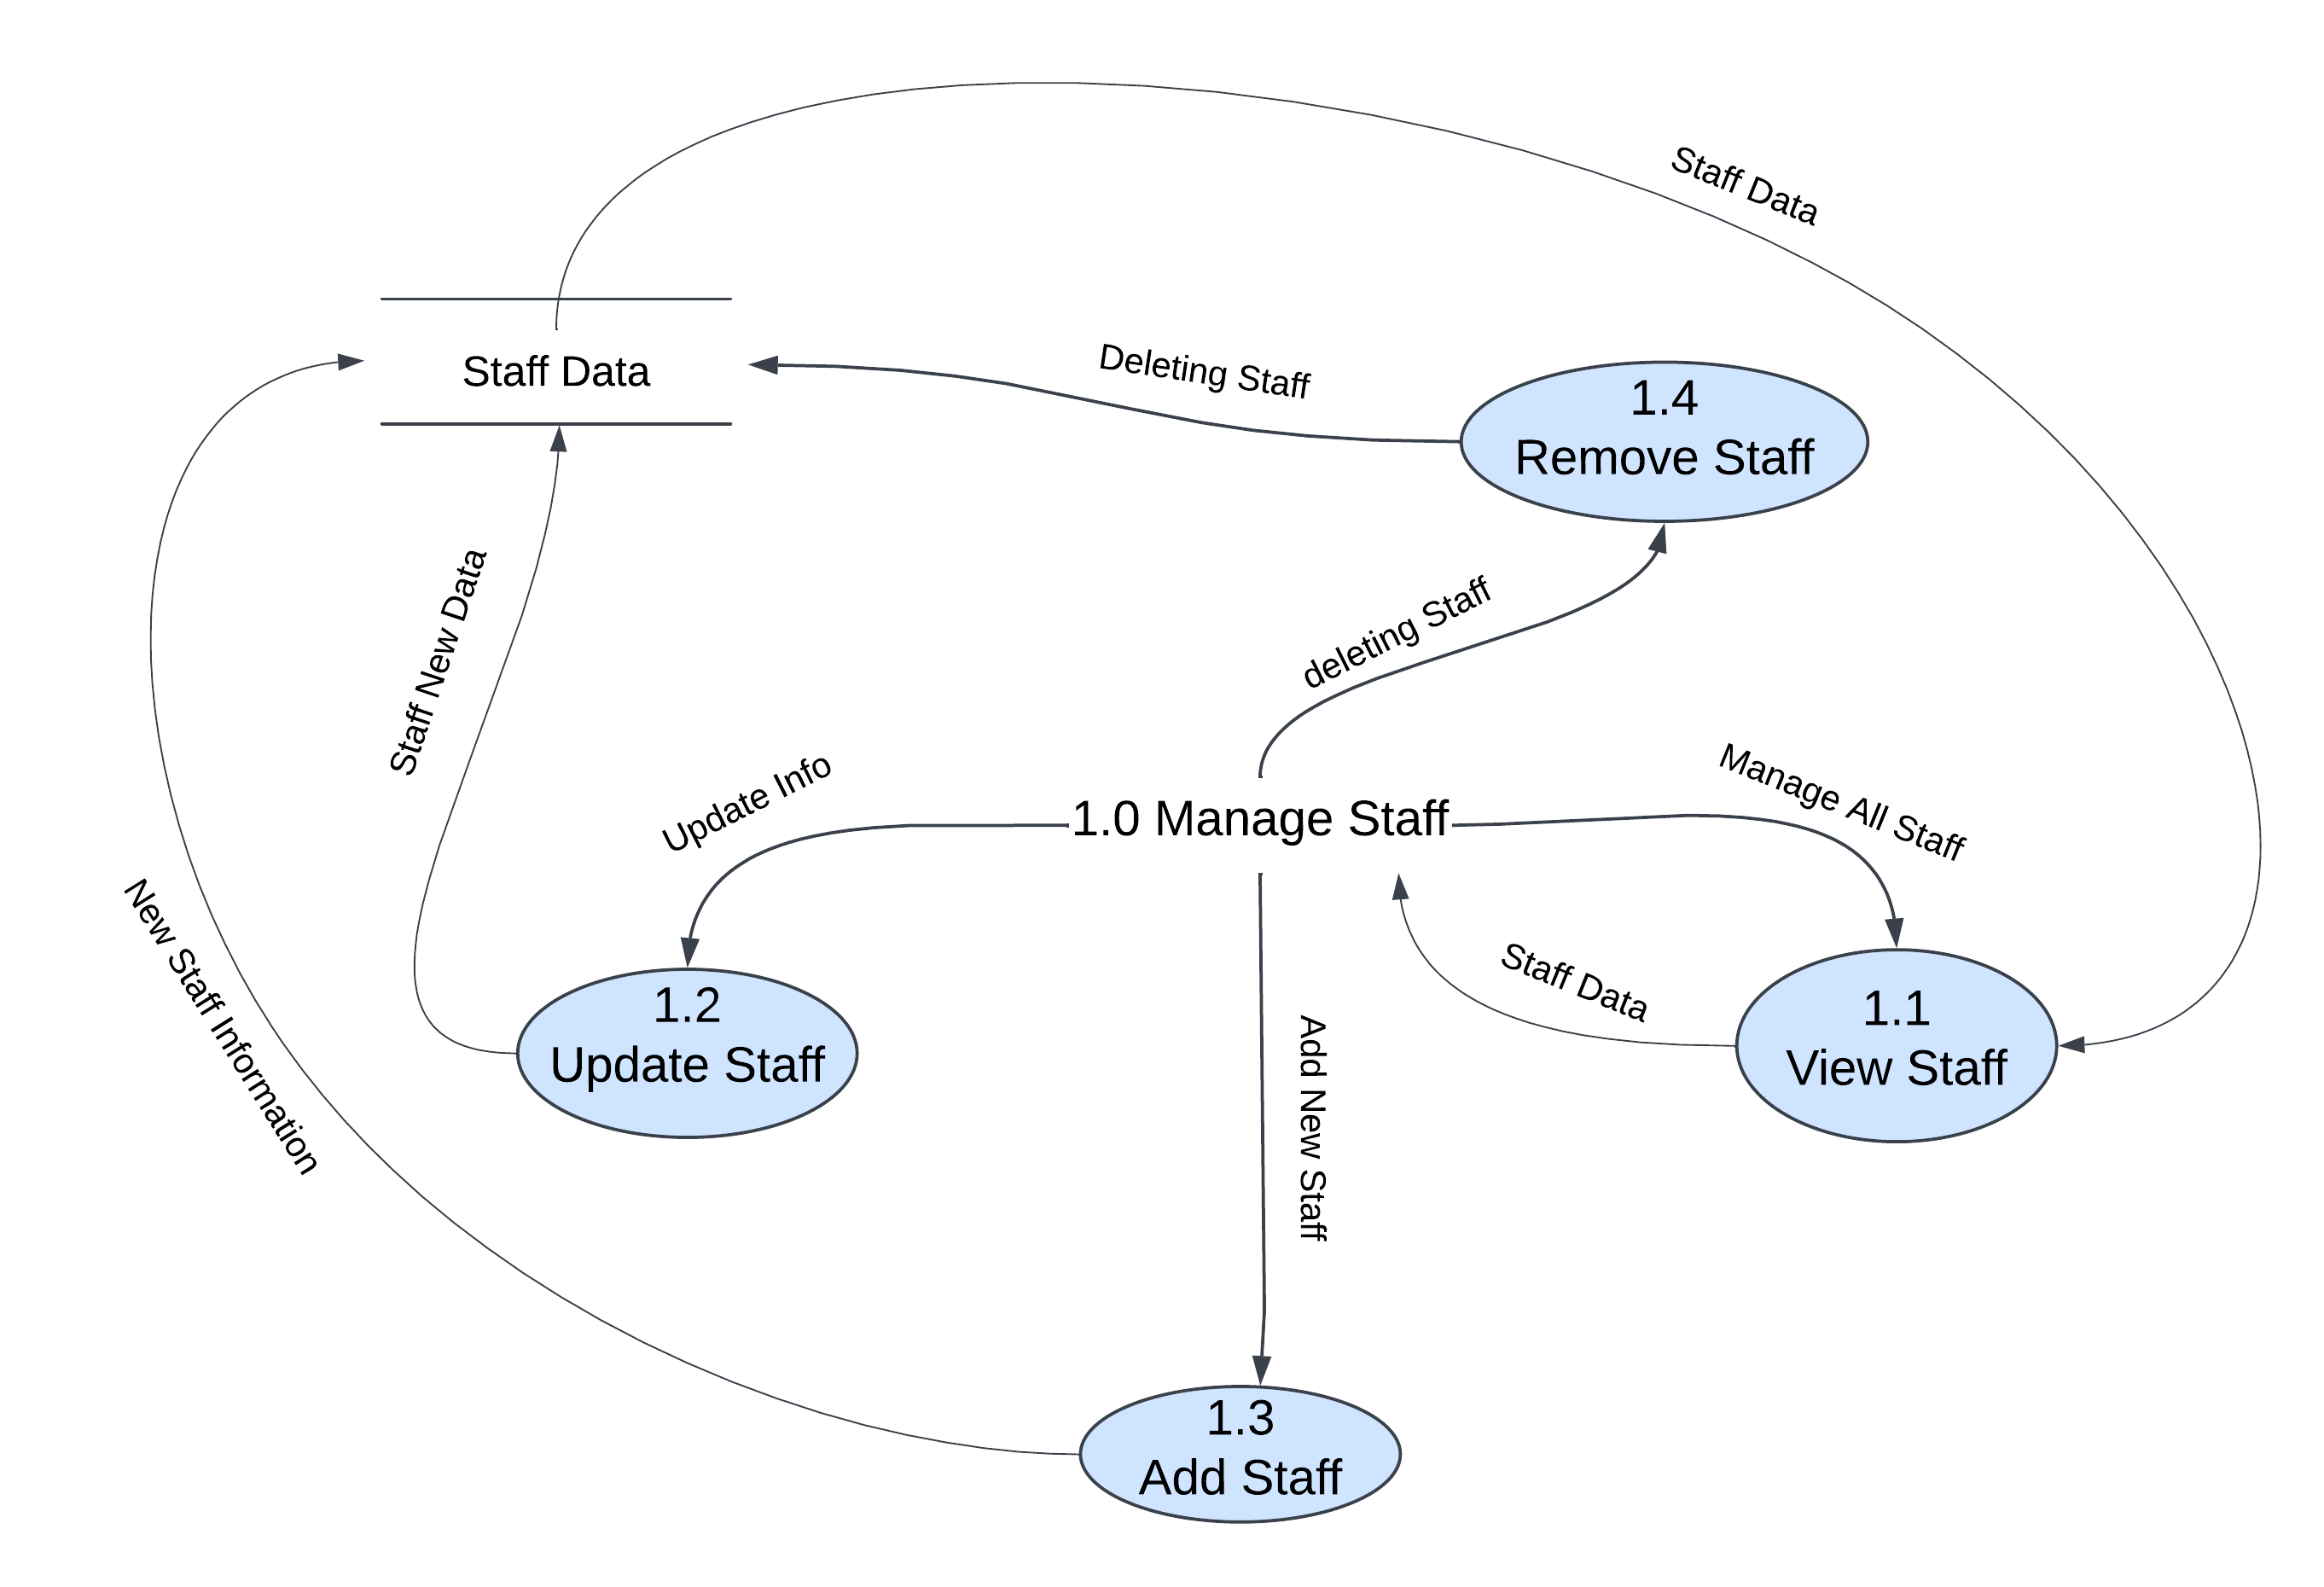 Staff Data
Staff Data
Deleting Staff
1.4
Remove Staff
Staff New Data
deleting Staff
Update Info
1.0 Manage Staff
Manage All Staff
New Staff Information
Staff Data
1.2
Update Staff
1.1
View Staff
Add New Staff
1.3
Add Staff